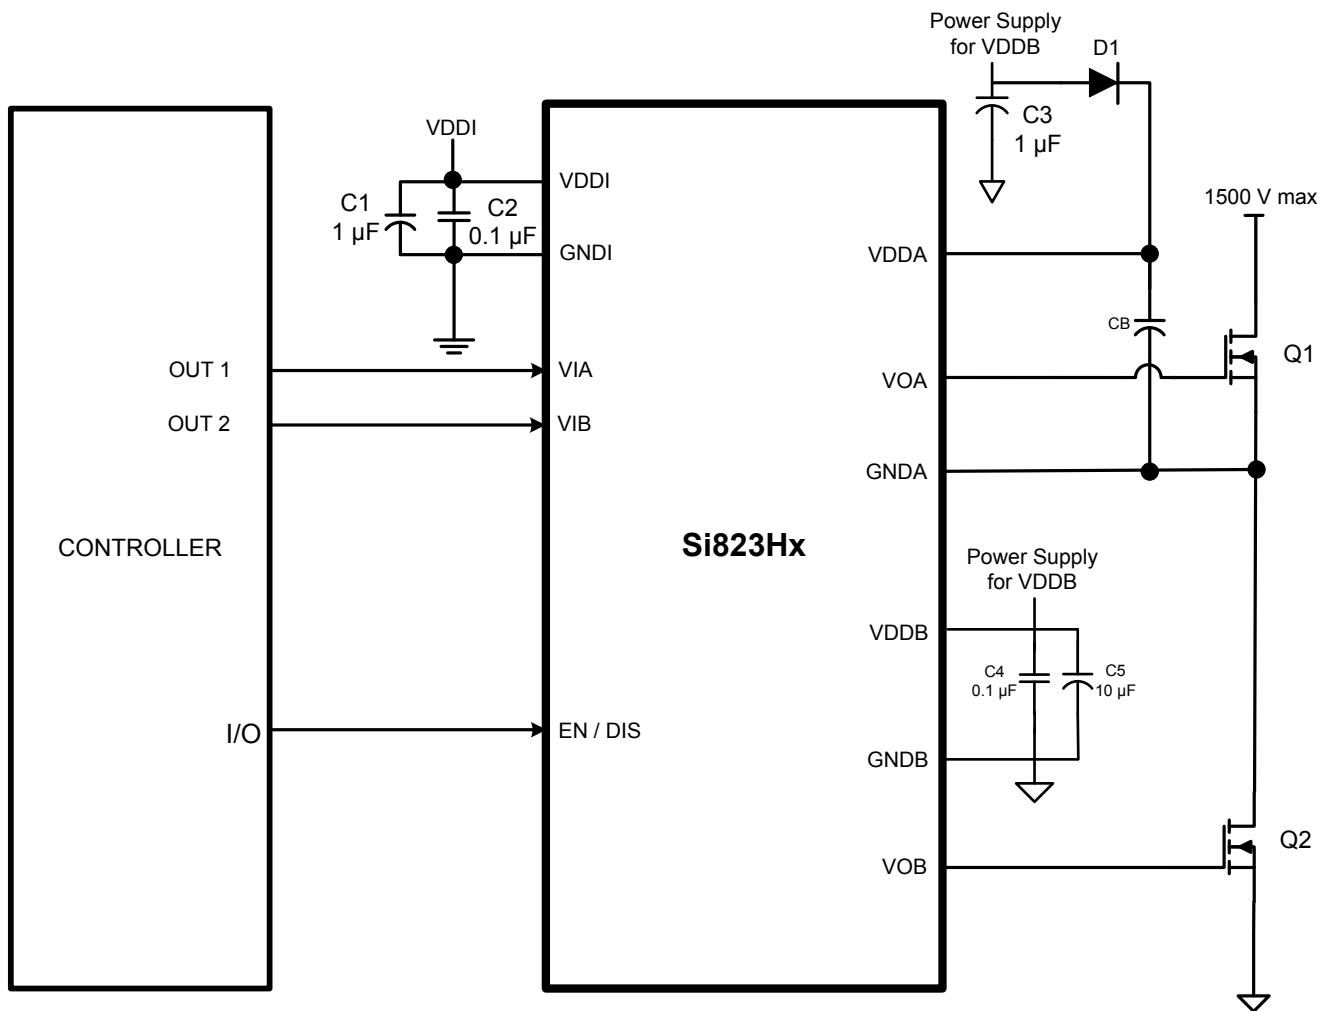 Power Supply
for VDDB
D1
C3
1 µF
VDDI
VDDI
C1
1 µF
C2
0.1 µF
GNDI
1500 V max
VDDA
CB
Q1
OUT 1
VIA
VOA
OUT 2
VIB
GNDA
CONTROLLER
Si823Hx
Power Supply
for VDDB
VDDB
C4
0.1 µF
C5
10 µF
I/O
EN / DIS
GNDB
Q2
VOB